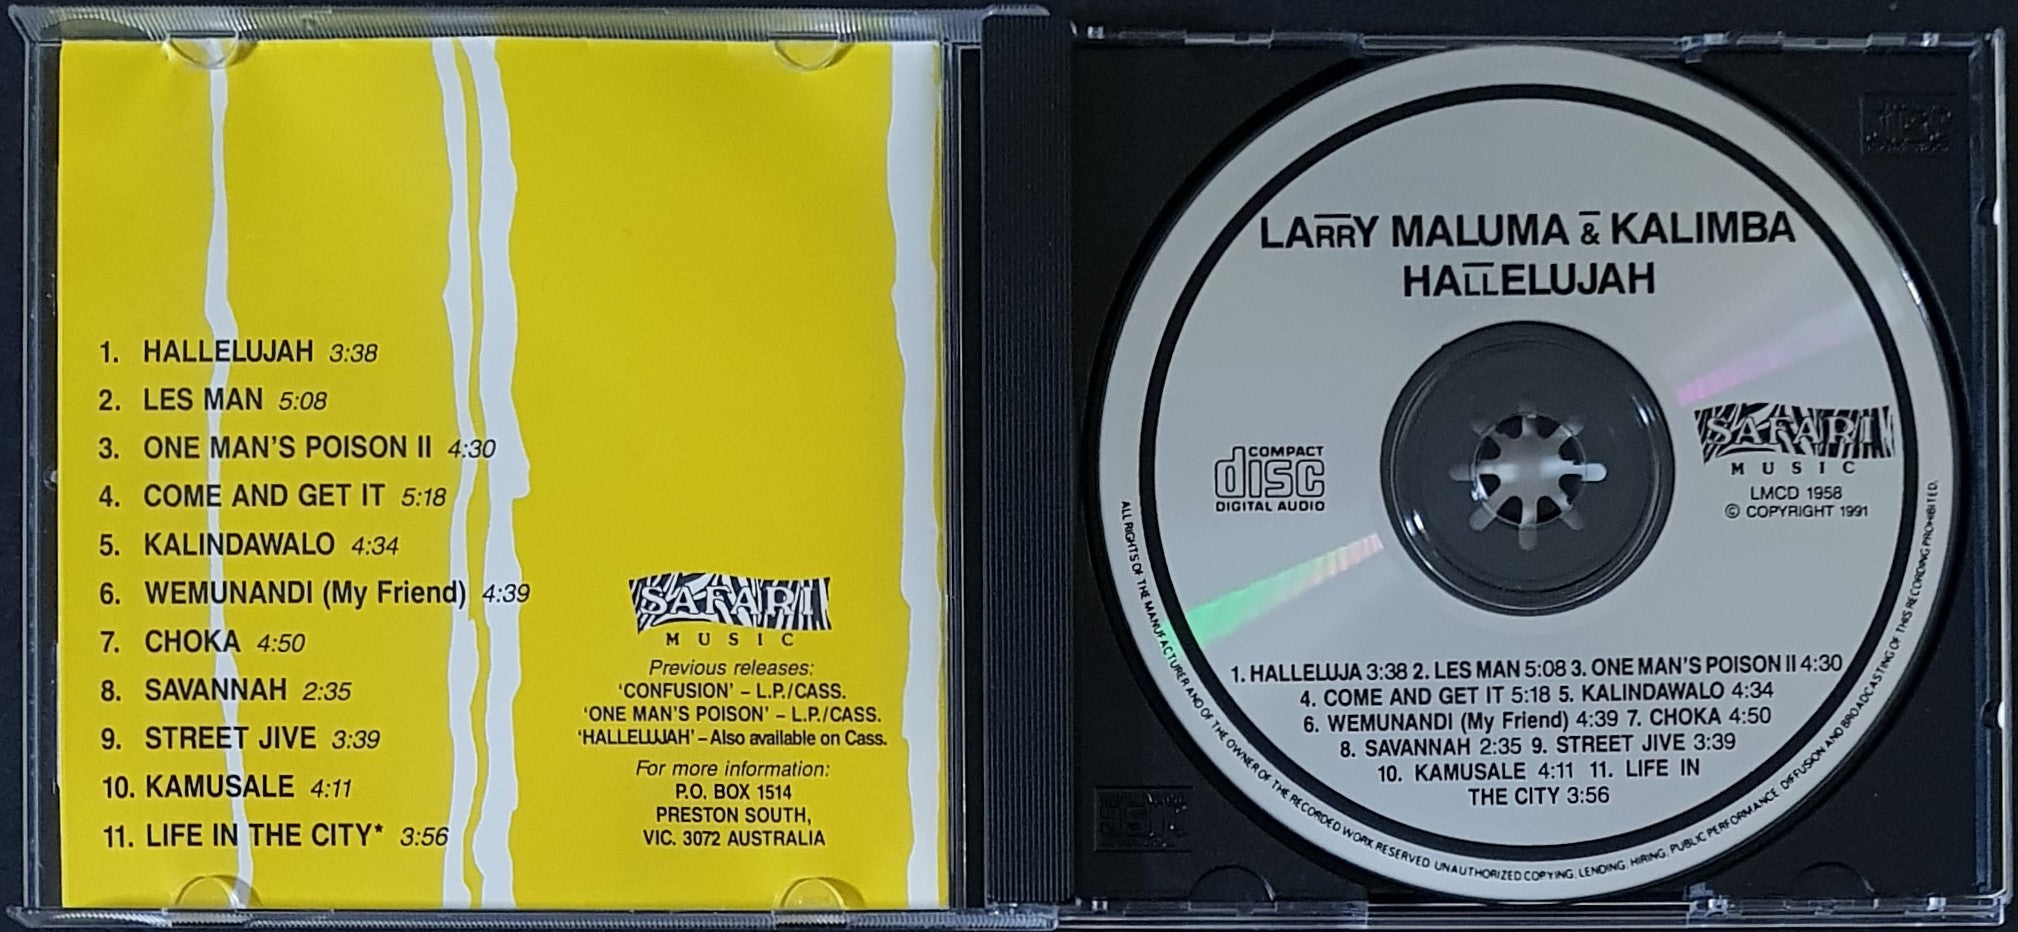 1. HALLELUJAH 3:38
2. LES MAN 5:08
3. ONE MAN'S POISON II 4:30
4. COME AND GET IT 5:18
5. KALINDAWALO 4:34
6. WEMUNANDI (My Friend) 4:39
7. CHOKA 4:50
8. SAVANNAH 2:35
9. STREET JIVE 3:39
10. KAMUSALE 4:11
11. LIFE IN THE CITY* 3:56
SAFARI
MUSIC
Previous releases:
'CONFUSION' – L.P./CASS.
'ONE MAN'S POISON' – L.P./CASS.
'HALLELUJAH' – Also available on Cass.
For more information:
P.O. BOX 1514
PRESTON SOUTH,
VIC. 3072 AUSTRALIA
LARRY MALUMA & KALIMBA
HALLELUJAH
COMPACT
disc
DIGITAL AUDIO
SAFARI
MUSIC
LMCD 1958
© COPYRIGHT 1991
1. HALLELUJA 3:38 2. LES MAN 5:08 3. ONE MAN'S POISON II 4:30
4. COME AND GET IT 5:18 5. KALINDAWALO 4:34
6. WEMUNANDI (My Friend) 4:39 7. CHOKA 4:50
8. SAVANNAH 2:35 9. STREET JIVE 3:39
10. KAMUSALE 4:11 11. LIFE IN
THE CITY 3:56
ALL RIGHTS OF THE MANUFACTURER AND OF THE OWNER OF THE RECORDED WORK RESERVED. UNAUTHORIZED COPYING, LENDING, HIRING, PUBLIC PERFORMANCE, DIFFUSION AND BROADCASTING OF THIS RECORDING PROHIBITED.